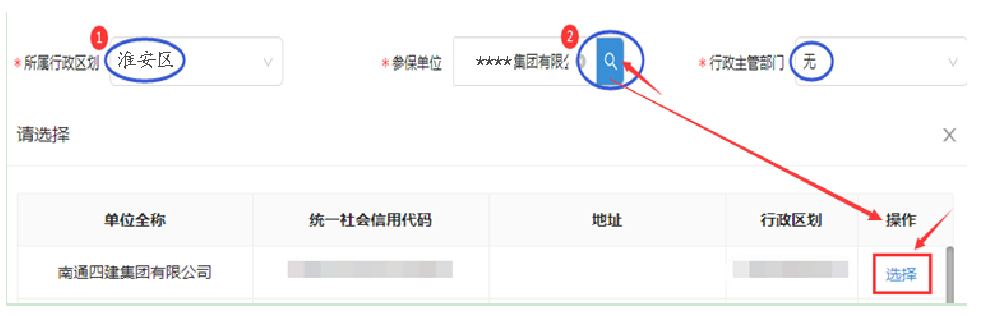 1 2
*所属行政区划 淮安区 *参保单位 ****集团有限公 *行政主管部门 无
请选择 X
单位全称 统一社会信用代码 地址 行政区划 操作
南通四建集团有限公司 选择